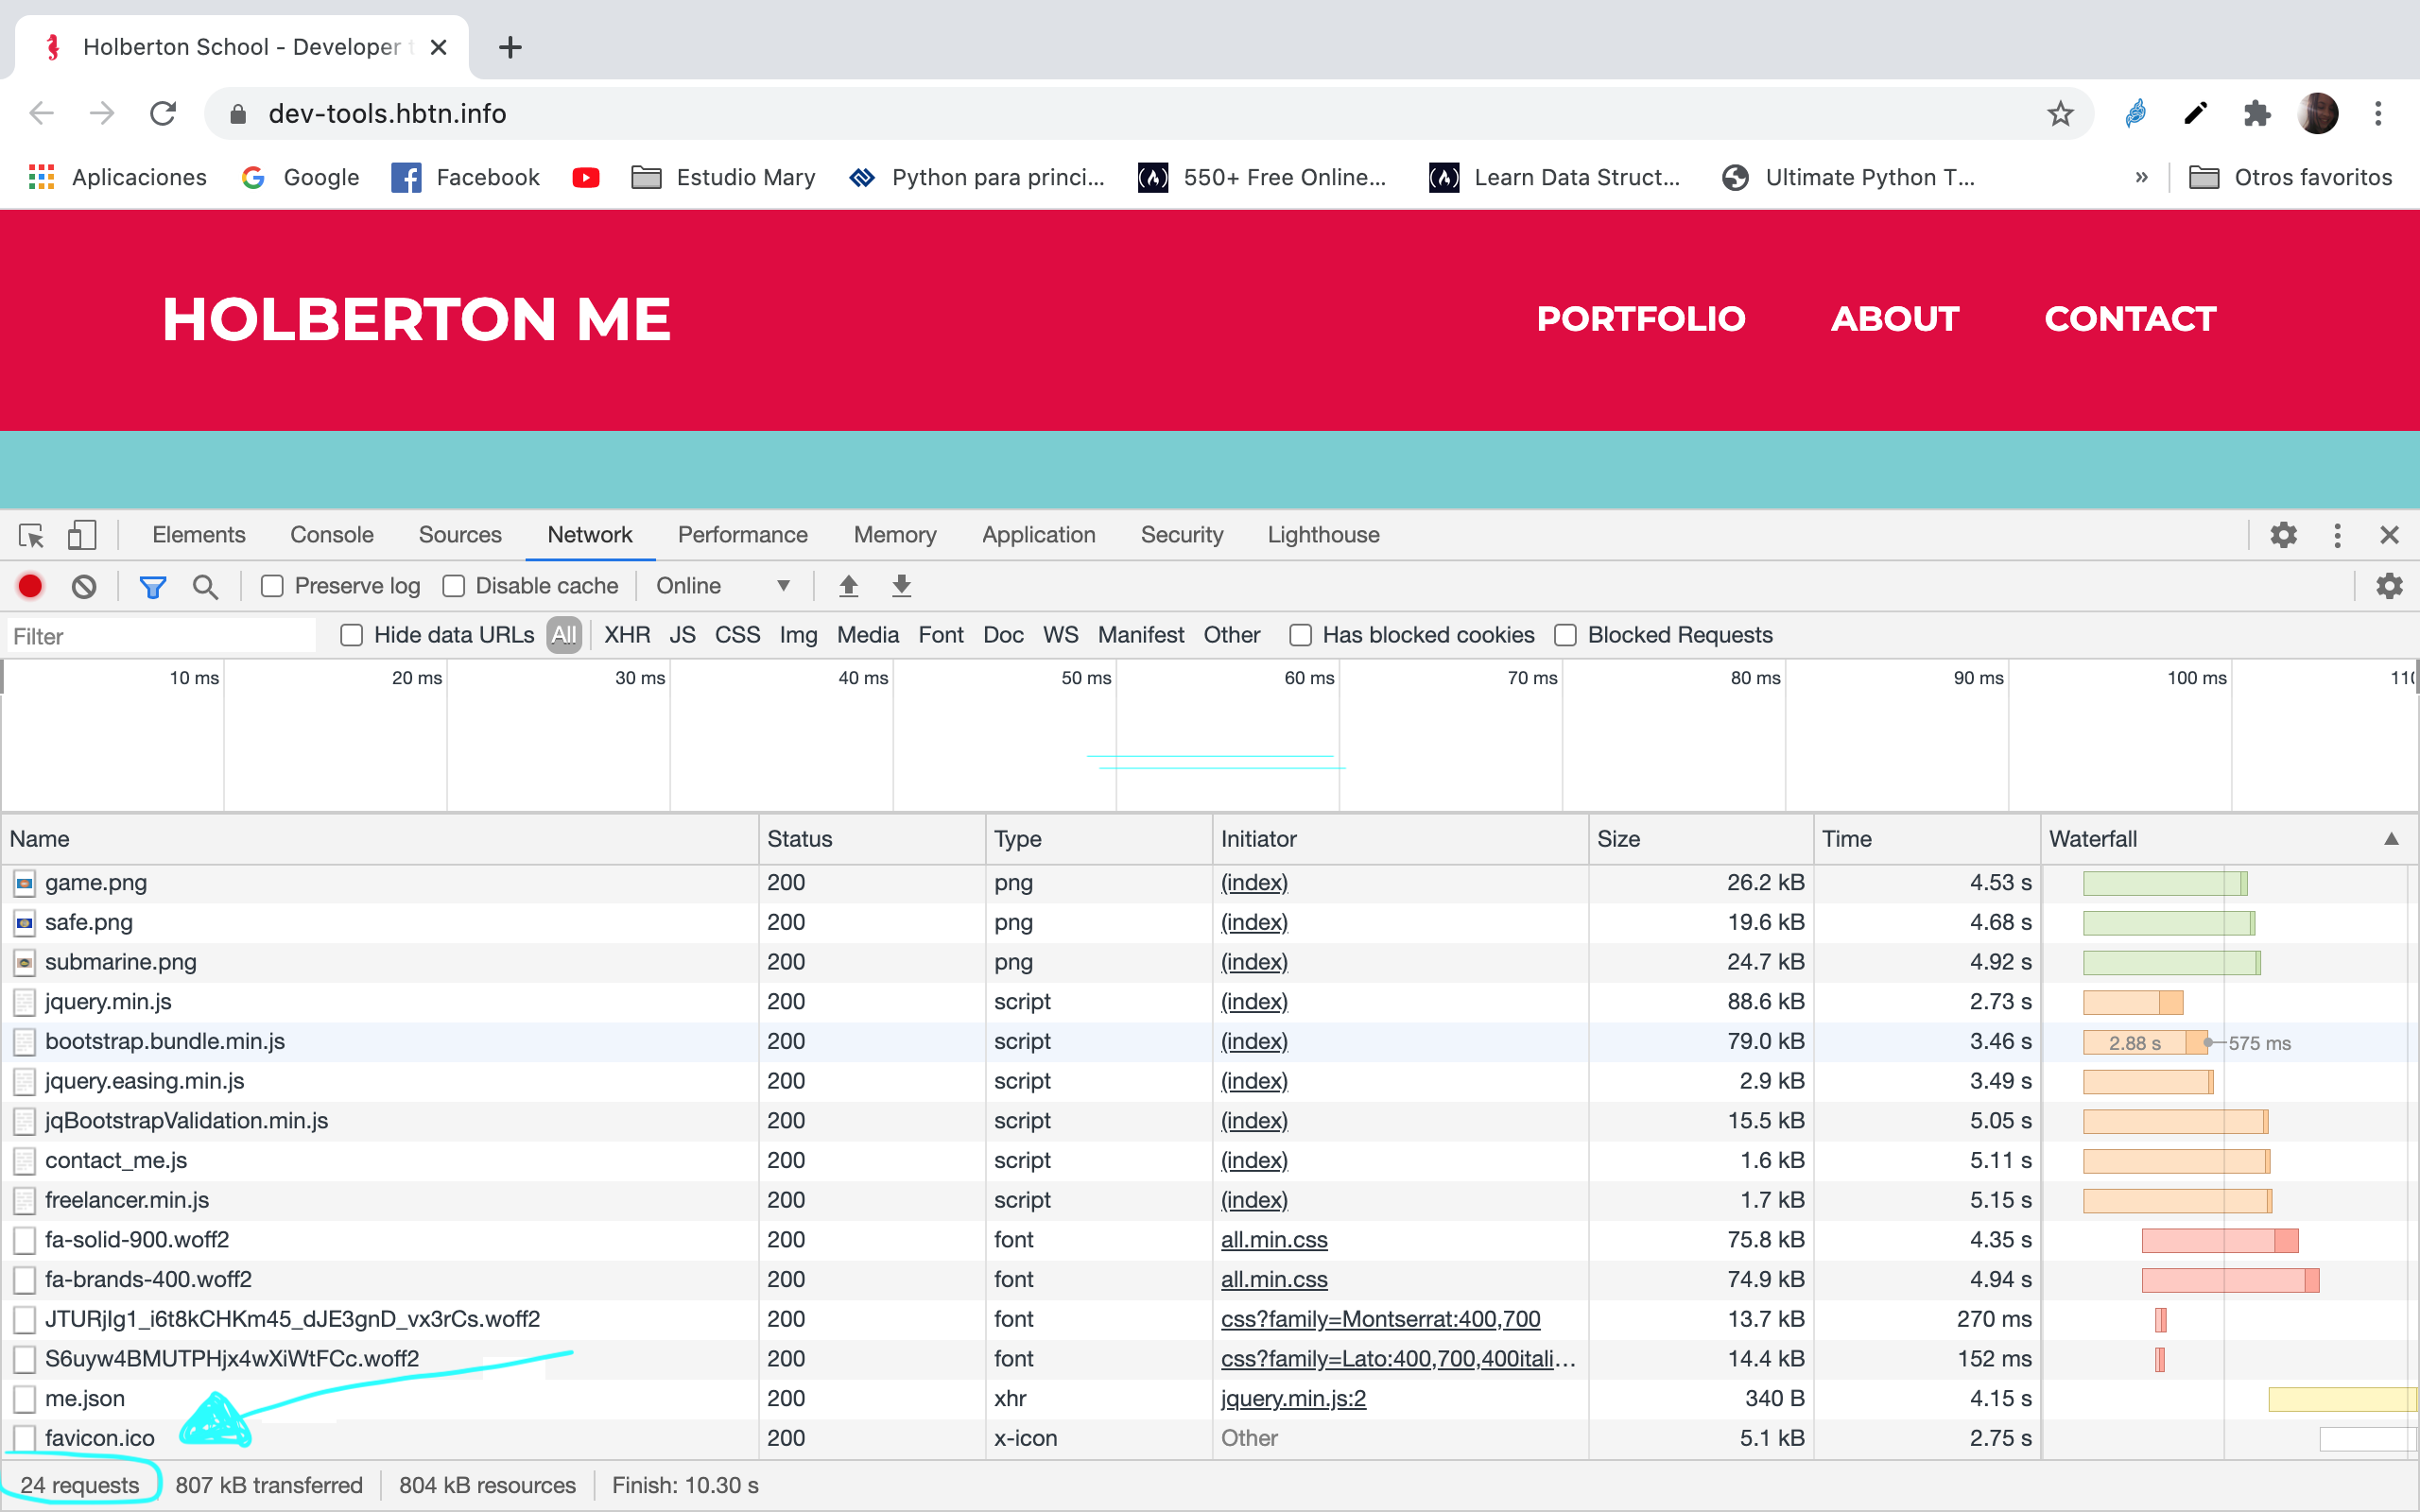 Holberton School - Developer
dev-tools.hbtn.info
Aplicaciones Google Facebook Estudio Mary Python para princi... 550+ Free Online... Learn Data Struct... Ultimate Python T... » Otros favoritos
HOLBERTON ME PORTFOLIO ABOUT CONTACT
Elements Console Sources Network Performance Memory Application Security Lighthouse
Preserve log Disable cache Online
Filter Hide data URLs All XHR JS CSS Img Media Font Doc WS Manifest Other Has blocked cookies Blocked Requests
10 ms 20 ms 30 ms 40 ms 50 ms 60 ms 70 ms 80 ms 90 ms 100 ms
Name Status Type Initiator Size Time Waterfall
game.png 200 png (index) 26.2 kB 4.53 s
safe.png 200 png (index) 19.6 kB 4.68 s
submarine.png 200 png (index) 24.7 kB 4.92 s
jquery.min.js 200 script (index) 88.6 kB 2.73 s
bootstrap.bundle.min.js 200 script (index) 79.0 kB 3.46 s 2.88 s 575 ms
jquery.easing.min.js 200 script (index) 2.9 kB 3.49 s
jqBootstrapValidation.min.js 200 script (index) 15.5 kB 5.05 s
contact_me.js 200 script (index) 1.6 kB 5.11 s
freelancer.min.js 200 script (index) 1.7 kB 5.15 s
fa-solid-900.woff2 200 font all.min.css 75.8 kB 4.35 s
fa-brands-400.woff2 200 font all.min.css 74.9 kB 4.94 s
JTURjIg1_i6t8kCHKm45_dJE3gnD_vx3rCs.woff2 200 font css?family=Montserrat:400,700 13.7 kB 270 ms
S6uyw4BMUTPHjx4wXiWtFCc.woff2 200 font css?family=Lato:400,700,400itali... 14.4 kB 152 ms
me.json 200 xhr jquery.min.js:2 340 B 4.15 s
favicon.ico 200 x-icon Other 5.1 kB 2.75 s
24 requests 807 kB transferred 804 kB resources Finish: 10.30 s